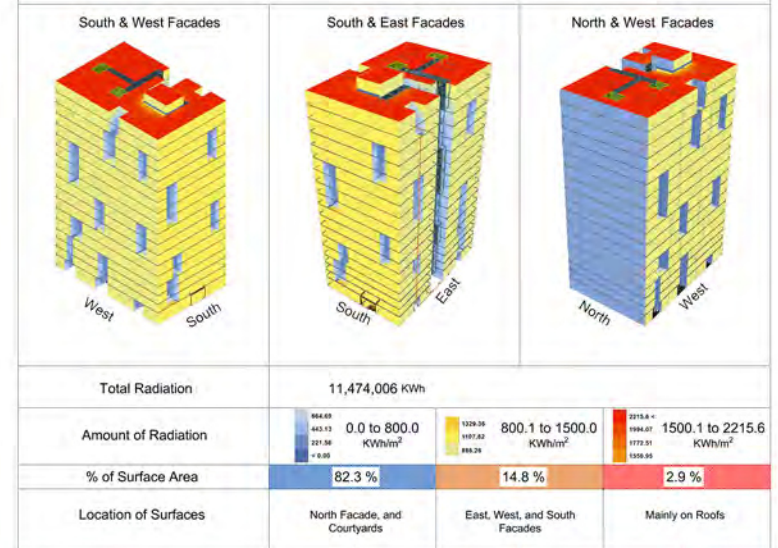 South & West Facades
South & East Facades
North & West Facades
West
South
South
East
North
West
Total Radiation
11,474,006 KWh
Amount of Radiation
664.69
443.13
221.56
< 0.00
0.0 to 800.0
KWh/m²
1329.39
1107.82
886.26
800.1 to 1500.0
KWh/m²
2215.6 <
1994.07
1772.51
1550.95
1500.1 to 2215.6
KWh/m²
% of Surface Area
82.3 %
14.8 %
2.9 %
Location of Surfaces
North Facade, and
Courtyards
East, West, and South
Facades
Mainly on Roofs